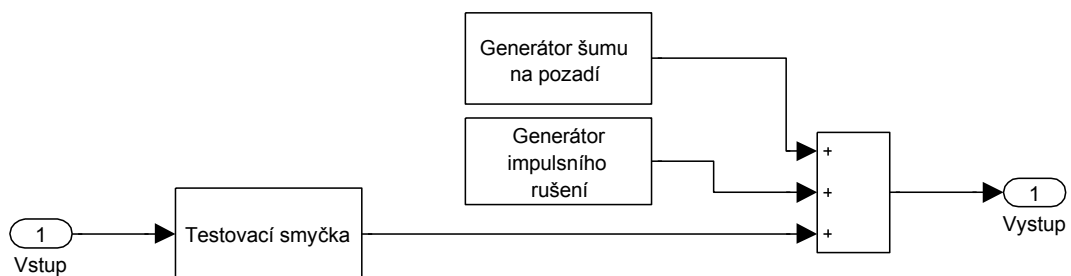 Generátor šumu
na pozadí
Generátor
impulsního
rušení
+
+
+
1
Vystup
1
Vstup
Testovací smyčka